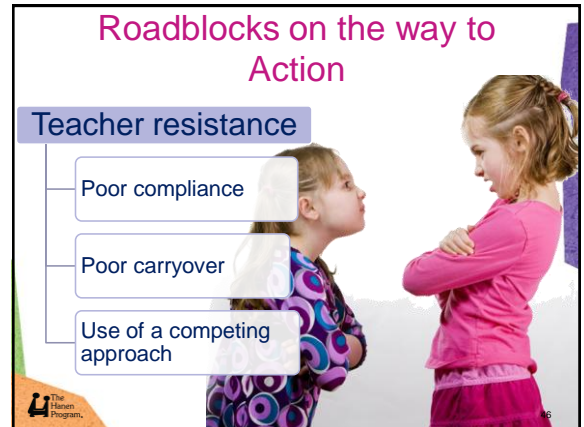 Roadblocks on the way to
Action
Teacher resistance
Poor compliance
Poor carryover
Use of a competing
approach
The
Hanen
Program.
46